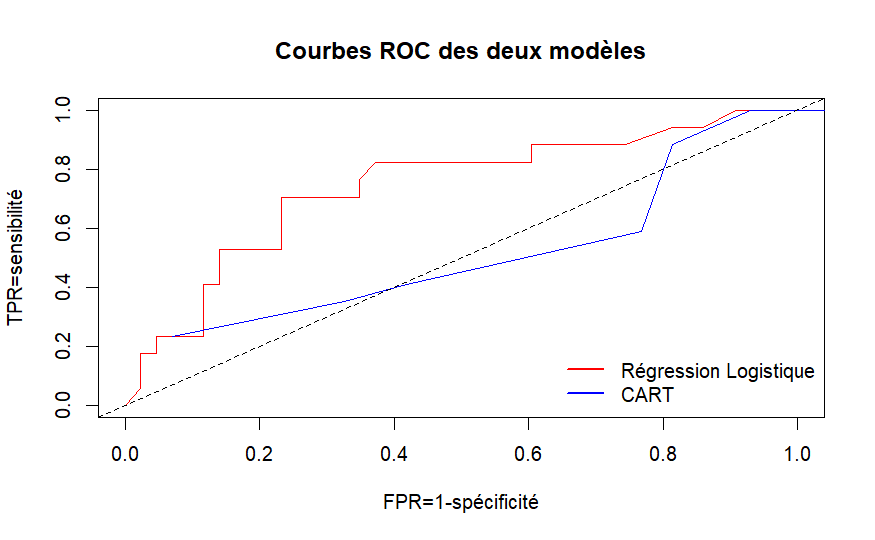 Courbes ROC des deux modèles
TPR=sensibilité
1.0
0.8
0.6
0.4
0.2
0.0
Régression Logistique
CART
0.0 0.2 0.4 0.6 0.8 1.0
FPR=1-spécificité